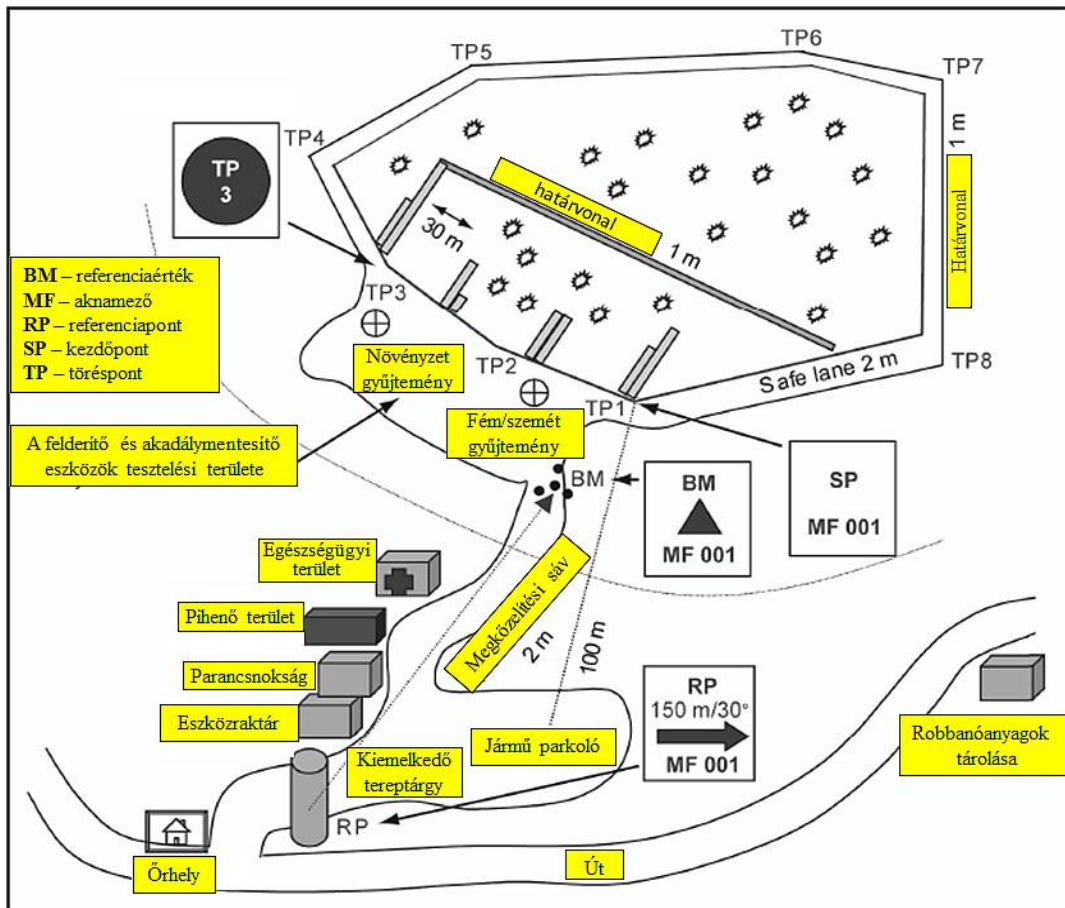 TP5
TP6
TP7
TP4
TP
3
1 m
határvonal
30 m
1 m
Határvonal
BM – referenciaérték
MF – aknamező
RP – referenciapont
SP – kezdőpont
TP – töréspont
TP3
Növényzet
gyűjtemény
TP2
TP8
Safe lane 2 m
TP1
Fém/szemét
gyűjtemény
A felderítő és akadálymentesítő
eszközök tesztelési területe
BM
BM
MF 001
SP
MF 001
Egészségügyi
terület
Megközelítési sáv
2 m
100 m
Pihenő terület
Parancsnokság
Eszközraktár
RP
150 m/30°
MF 001
Robbanóanyagok
tárolása
Kiemelkedő
tereptárgy
Jármű parkoló
RP
Őrhely
Út